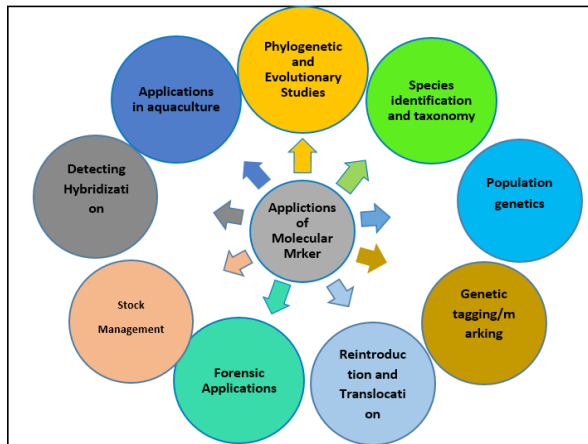 Phylogenetic
and
Evolutionary
Studies
Species
identification
and taxonomy
Population
genetics
Genetic
tagging/m
arking
Reintroduc
tion and
Translocati
on
Forensic
Applications
Stock
Management
Detecting
Hybridizati
on
Applications
in aquaculture
Applictions
of
Molecular
Mrker